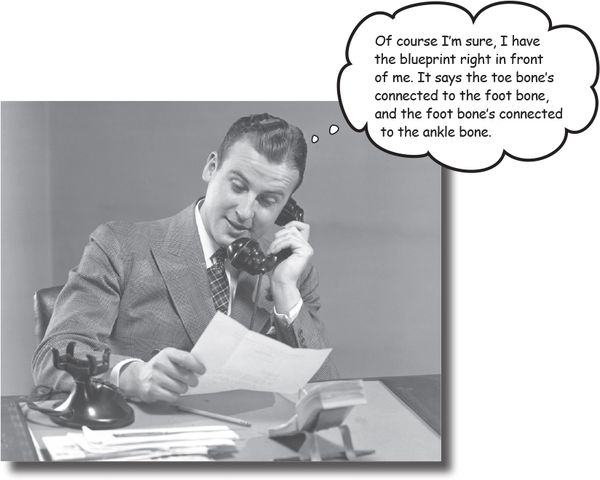 Of course I'm sure, I have
the blueprint right in front
of me. It says the toe bone's
connected to the foot bone,
and the foot bone's connected
to the ankle bone.